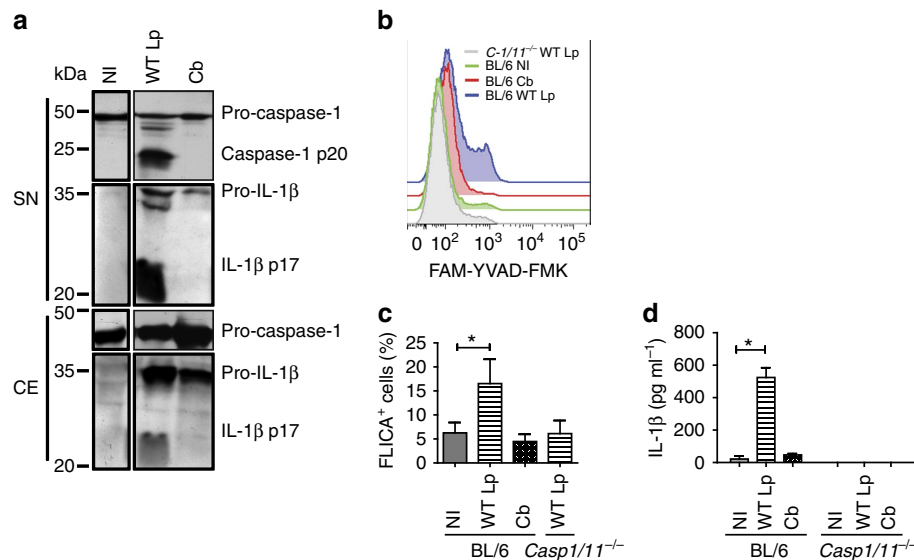 a
kDa
NI
WT Lp
Cb
SN
50
25
35
20
Pro-caspase-1
Caspase-1 p20
Pro-IL-1β
IL-1β p17
CE
50
35
20
Pro-caspase-1
Pro-IL-1β
IL-1β p17
b
C-1/11⁻/⁻ WT Lp
BL/6 NI
BL/6 Cb
BL/6 WT Lp
0 10² 10³ 10⁴ 10⁵
FAM-YVAD-FMK
c
FLICA⁺ cells (%)
25
20
15
10
5
0
*
NI
WT Lp
Cb
WT Lp
BL/6 Casp1/11⁻/⁻
d
IL-1β (pg ml⁻¹)
800
600
400
200
0
*
NI
WT Lp
Cb
NI
WT Lp
Cb
BL/6 Casp1/11⁻/⁻